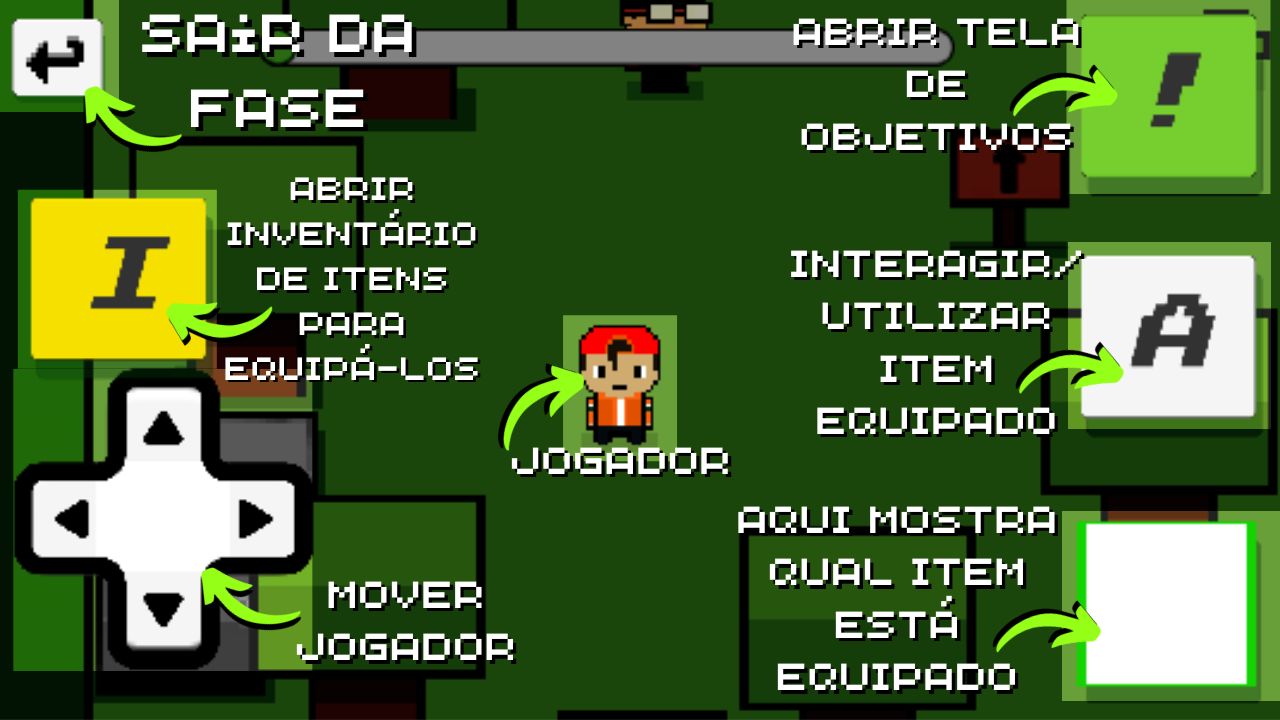 SAiR DA
FASE
ABRIR TELA
DE
OBJETIVOS
!
I
ABRIR
INVENTÁRIO
DE ITENS
PARA
EQUIPÁ-LOS
INTERAGIR/
UTILIZAR
ITEM
EQUIPADO
A
JOGADOR
MOVER
JOGADOR
AQUI MOSTRA
QUAL ITEM
ESTÁ
EQUIPADO